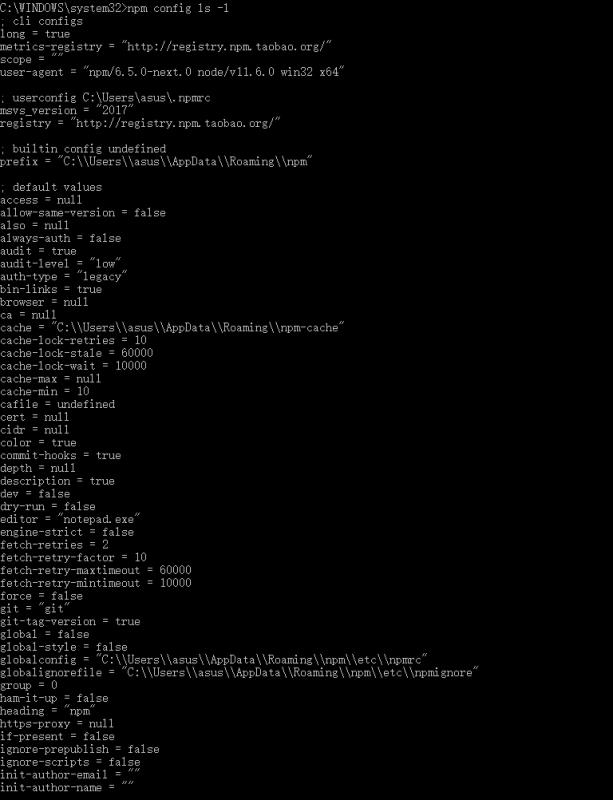 C:\WINDOWS\system32>npm config ls -l
; cli configs
long = true
metrics-registry = "http://registry.npm.taobao.org/"
scope = ""
user-agent = "npm/6.5.0-next.0 node/v11.6.0 win32 x64"
; userconfig C:\Users\asus\.npmrc
msvs_version = "2017"
registry = "http://registry.npm.taobao.org/"
; builtin config undefined
prefix = "C:\\Users\\asus\\AppData\\Roaming\\npm"
; default values
access = null
allow-same-version = false
also = null
always-auth = false
audit = true
audit-level = "low"
auth-type = "legacy"
bin-links = true
browser = null
ca = null
cache = "C:\\Users\\asus\\AppData\\Roaming\\npm-cache"
cache-lock-retries = 10
cache-lock-stale = 60000
cache-lock-wait = 10000
cache-max = null
cache-min = 10
cafile = undefined
cert = null
cidr = null
color = true
commit-hooks = true
depth = null
description = true
dev = false
dry-run = false
editor = "notepad.exe"
engine-strict = false
fetch-retries = 2
fetch-retry-factor = 10
fetch-retry-maxtimeout = 60000
fetch-retry-mintimeout = 10000
force = false
git = "git"
git-tag-version = true
global = false
global-style = false
globalconfig = "C:\\Users\\asus\\AppData\\Roaming\\npm\\etc\\npmrc"
globalignorefile = "C:\\Users\\asus\\AppData\\Roaming\\npm\\etc\\npmignore"
group = 0
ham-it-up = false
heading = "npm"
https-proxy = null
if-present = false
ignore-prepublish = false
ignore-scripts = false
init-author-email = ""
init-author-name = ""